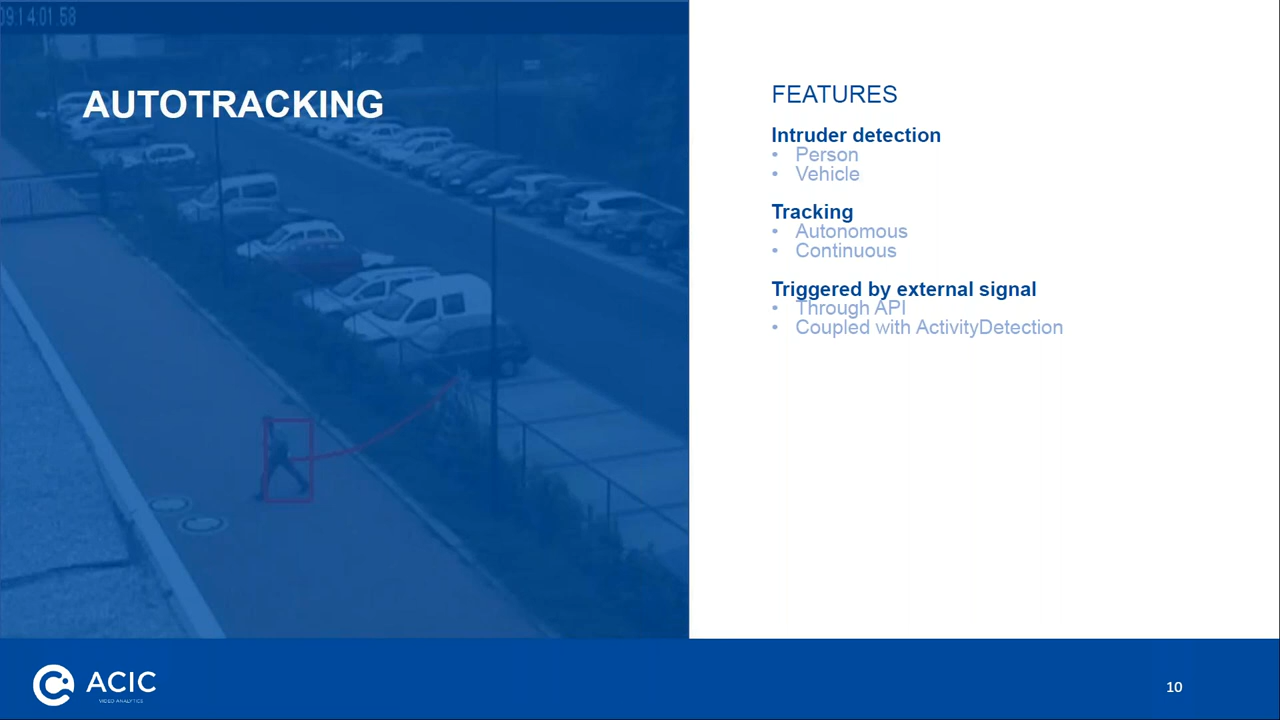 09:14:01.58
AUTOTRACKING
FEATURES
Intruder detection
• Person
• Vehicle
Tracking
• Autonomous
• Continuous
Triggered by external signal
• Through API
• Coupled with ActivityDetection
ACIC
VIDEO ANALYTICS
10